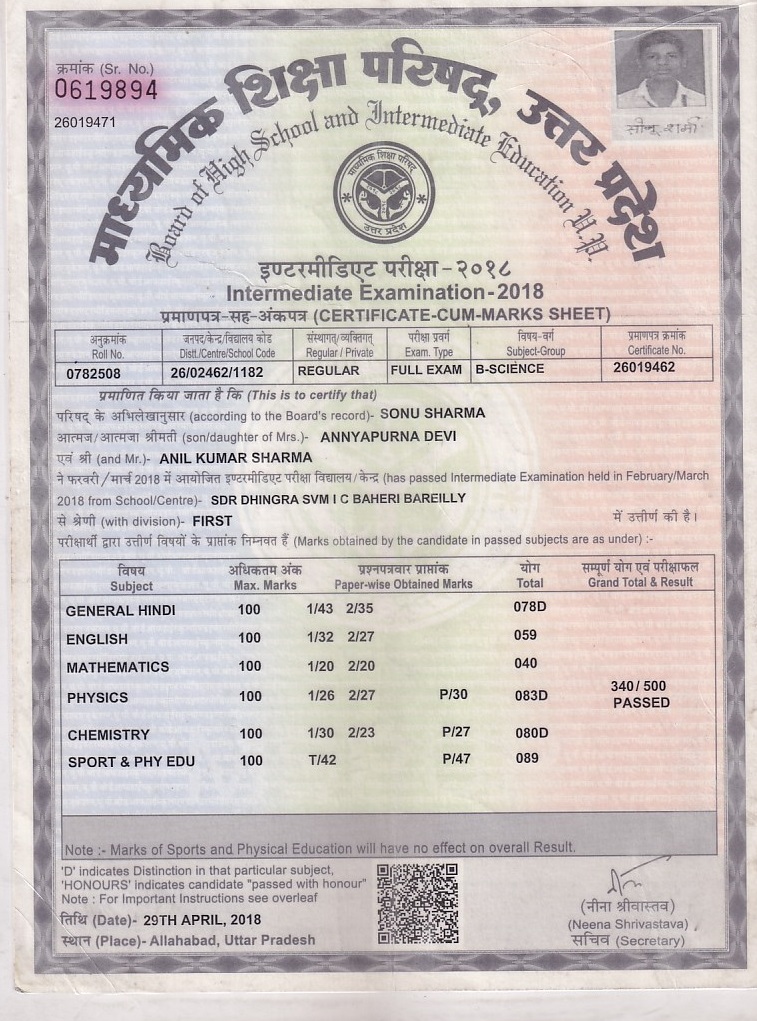 क्रमांक (Sr. No.)
0619894
26019471
माध्यमिक शिक्षा परिषद्, उत्तर प्रदेश
Board of High School and Intermediate Education U.P.
माध्यमिक शिक्षा परिषद
उत्तर प्रदेश
सोनू शर्मा
इण्टरमीडिएट परीक्षा - २०१८
Intermediate Examination - 2018
प्रमाणपत्र-सह-अंकपत्र (CERTIFICATE-CUM-MARKS SHEET)
अनुक्रमांक जनपद/केन्द्र/विद्यालय कोड संस्थागत/व्यक्तिगत परीक्षा प्रवर्ग विषय-वर्ग प्रमाणपत्र क्रमांक
Roll No. Distt./Centre/School Code Regular / Private Exam. Type Subject-Group Certificate No.
0782508 26/02462/1182 REGULAR FULL EXAM B-SCIENCE 26019462
प्रमाणित किया जाता है कि (This is to certify that)
परिषद् के अभिलेखानुसार (according to the Board's record)- SONU SHARMA
आत्मज/आत्मजा श्रीमती (son/daughter of Mrs.)- ANNYAPURNA DEVI
एवं श्री (and Mr.)- ANIL KUMAR SHARMA
ने फरवरी/मार्च 2018 में आयोजित इण्टरमीडिएट परीक्षा विद्यालय/केन्द्र (has passed Intermediate Examination held in February/March
2018 from School/Centre)- SDR DHINGRA SVM I C BAHERI BAREILLY
से श्रेणी (with division)- FIRST में उत्तीर्ण की है।
परीक्षार्थी द्वारा उत्तीर्ण विषयों के प्राप्तांक निम्नवत हैं (Marks obtained by the candidate in passed subjects are as under) :-
विषय अधिकतम अंक प्रश्नपत्रवार प्राप्तांक योग सम्पूर्ण योग एवं परीक्षाफल
Subject Max. Marks Paper-wise Obtained Marks Total Grand Total & Result
GENERAL HINDI 100 1/43 2/35 078D
ENGLISH 100 1/32 2/27 059
MATHEMATICS 100 1/20 2/20 040
PHYSICS 100 1/26 2/27 P/30 083D 340/ 500
PASSED
CHEMISTRY 100 1/30 2/23 P/27 080D
SPORT & PHY EDU 100 T/42 P/47 089
Note :- Marks of Sports and Physical Education will have no effect on overall Result.
'D' indicates Distinction in that particular subject,
'HONOURS' indicates candidate "passed with honour"
Note : For Important Instructions see overleaf
तिथि (Date)- 29TH APRIL, 2018
स्थान (Place)- Allahabad, Uttar Pradesh
(नीना श्रीवास्तव)
(Neena Shrivastava)
सचिव (Secretary)